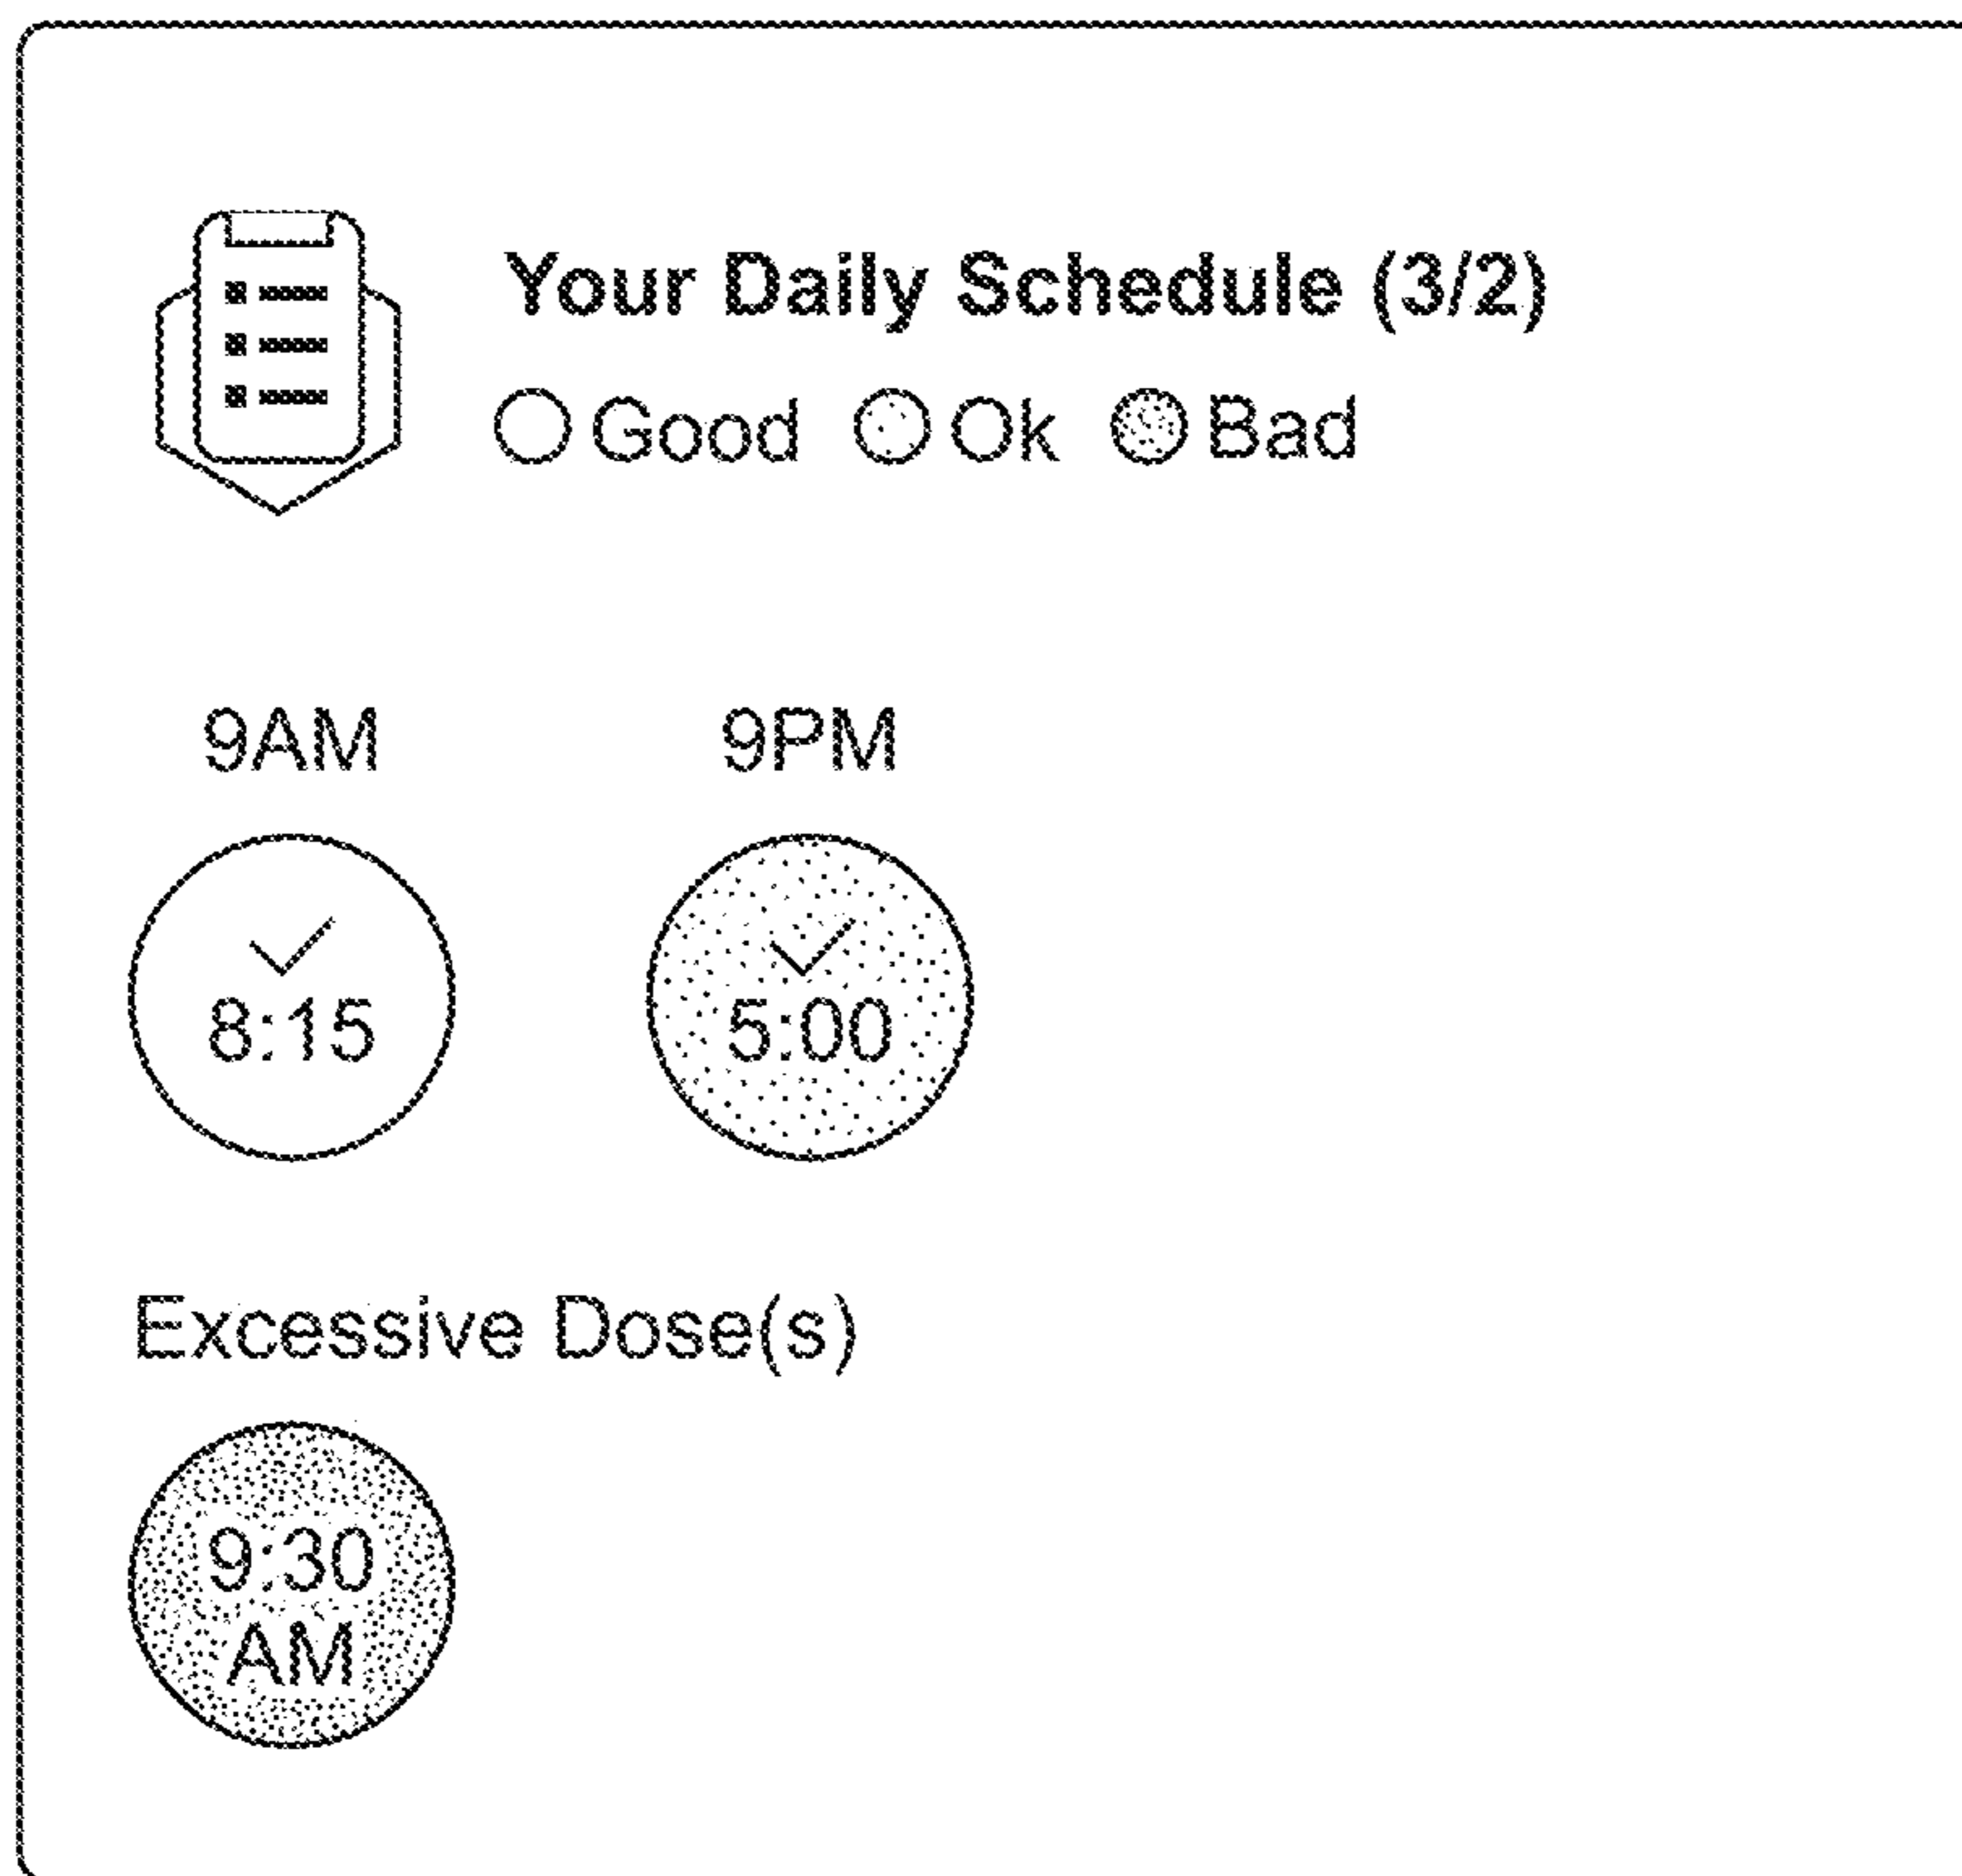 Your Daily Schedule (3/2)
Good Ok Bad
9AM 9PM
8:15 5:00
Excessive Dose(s)
9:30
AM